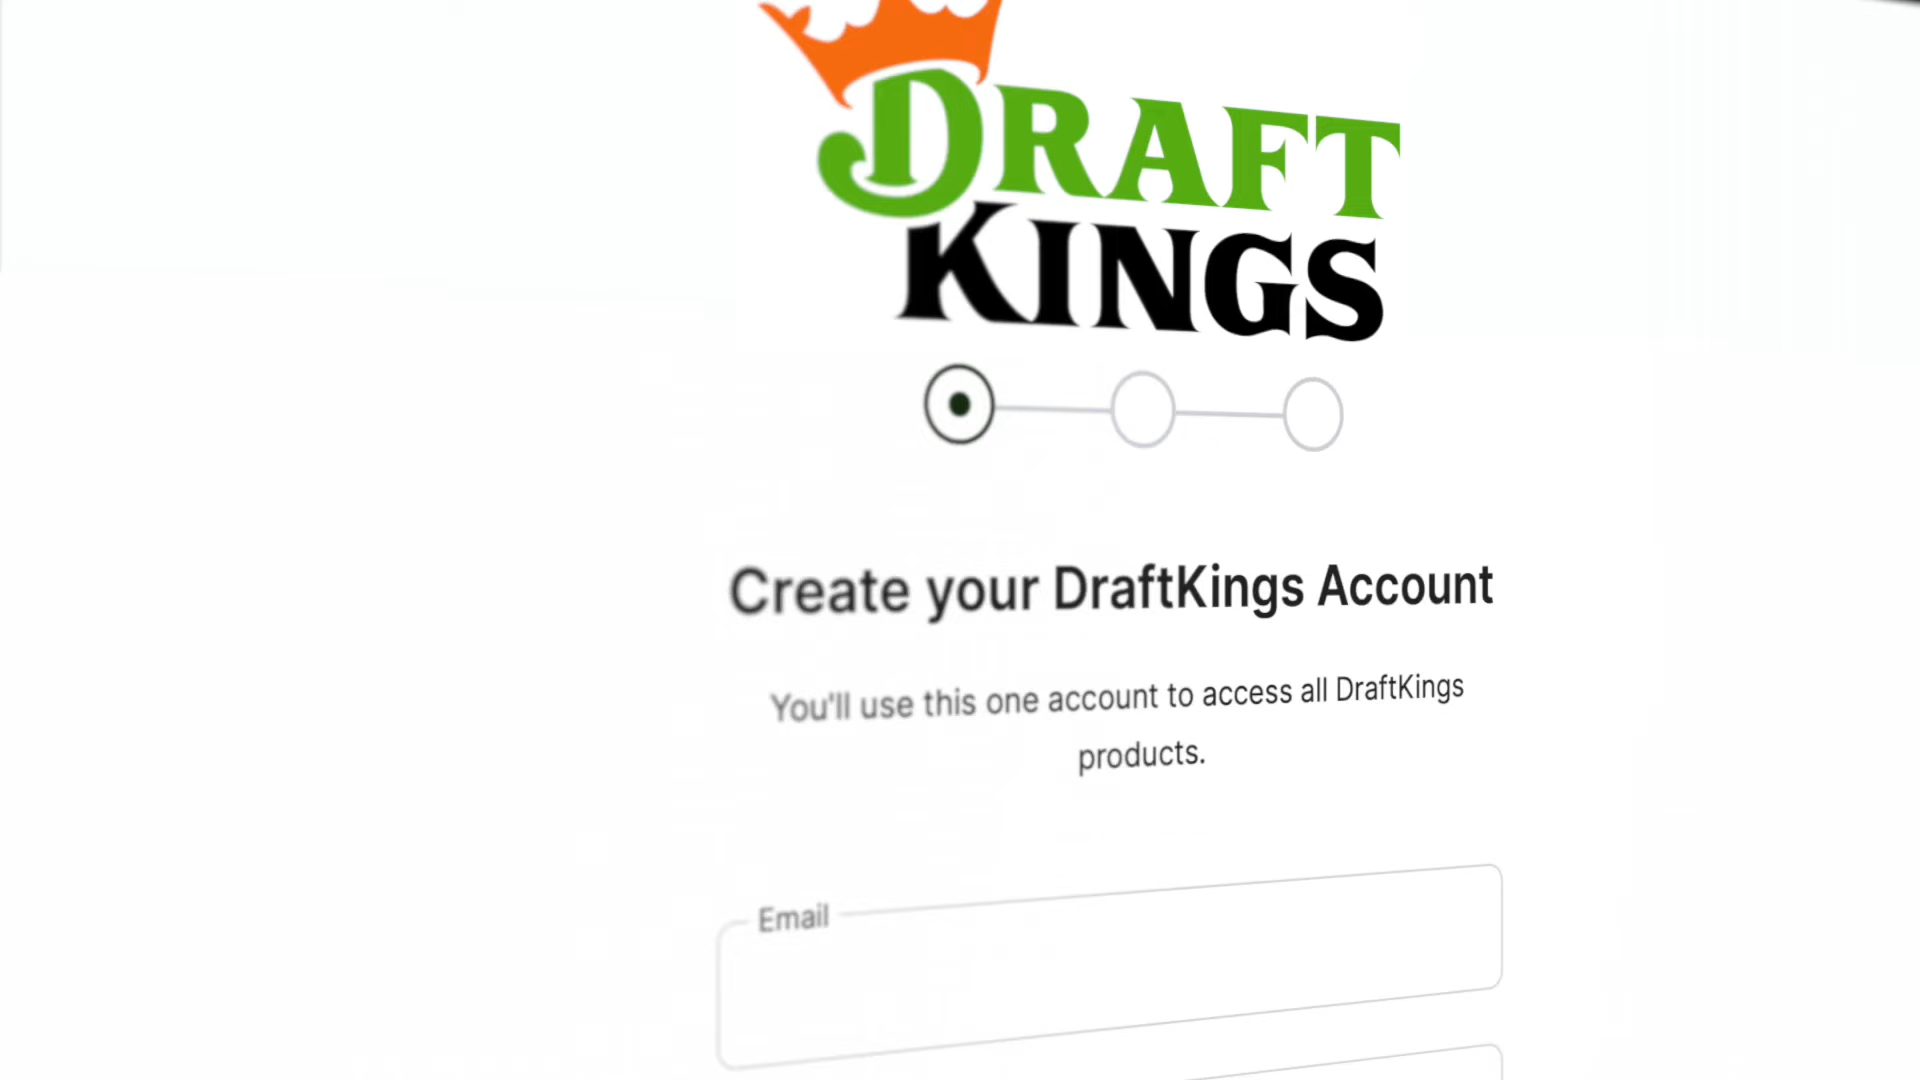 DRAFT
KINGS
Create your DraftKings Account
You'll use this one account to access all DraftKings
products.
Email